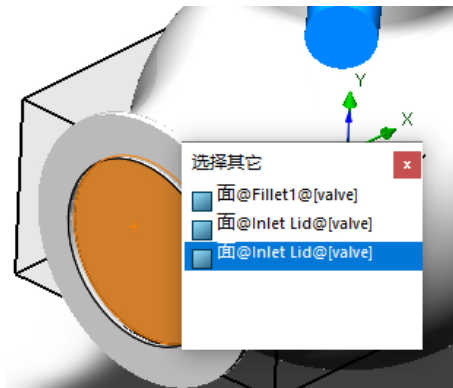 Y
X
选择其它
x
面@Fillet1@[valve]
面@Inlet Lid@[valve]
面@Inlet Lid@[valve]